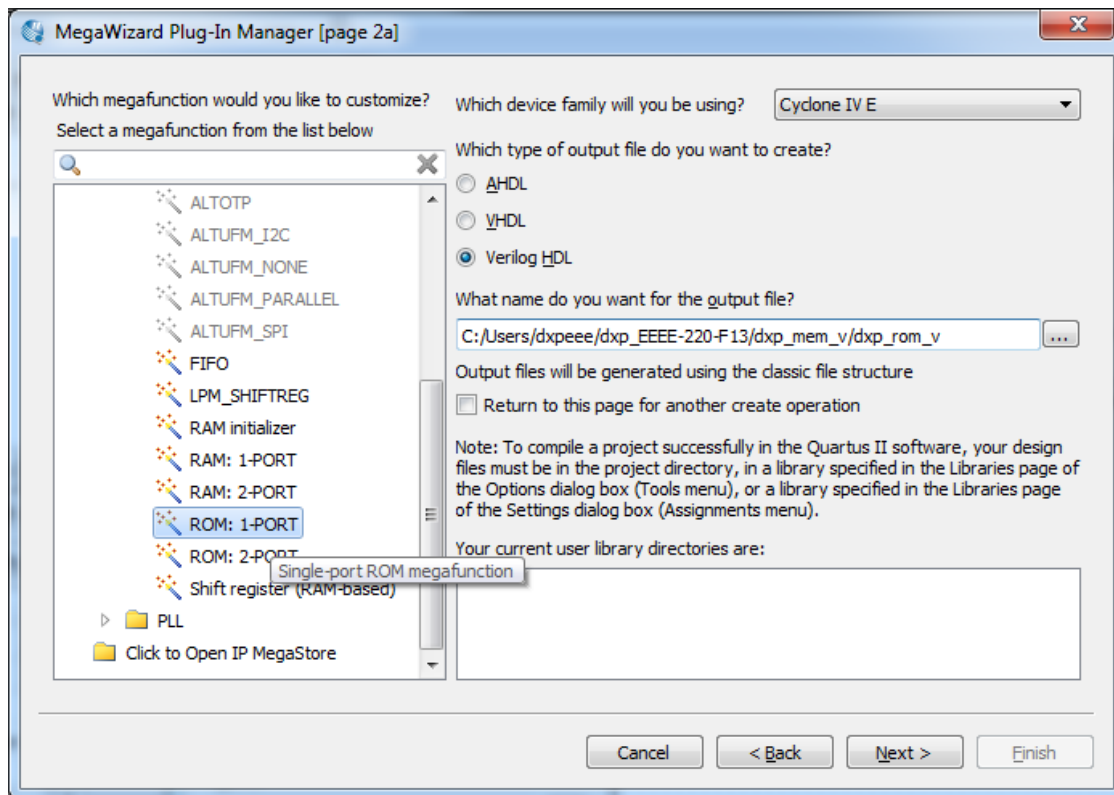 MegaWizard Plug-In Manager [page 2a]
Which megafunction would you like to customize?
Select a megafunction from the list below
ALTOTP
ALTUFM_I2C
ALTUFM_NONE
ALTUFM_PARALLEL
ALTUFM_SPI
FIFO
LPM_SHIFTREG
RAM initializer
RAM: 1-PORT
RAM: 2-PORT
ROM: 1-PORT
ROM: 2-PORT
Single-port ROM megafunction
Shift register (RAM-based)
PLL
Click to Open IP MegaStore
Which device family will you be using?
Cyclone IV E
Which type of output file do you want to create?
AHDL
VHDL
Verilog HDL
What name do you want for the output file?
C:/Users/dxpeee/dxp_EEEE-220-F13/dxp_mem_v/dxp_rom_v
...
Output files will be generated using the classic file structure
Return to this page for another create operation
Note: To compile a project successfully in the Quartus II software, your design
files must be in the project directory, in a library specified in the Libraries page of
the Options dialog box (Tools menu), or a library specified in the Libraries page
of the Settings dialog box (Assignments menu).
Your current user library directories are:
Cancel
< Back
Next >
Finish